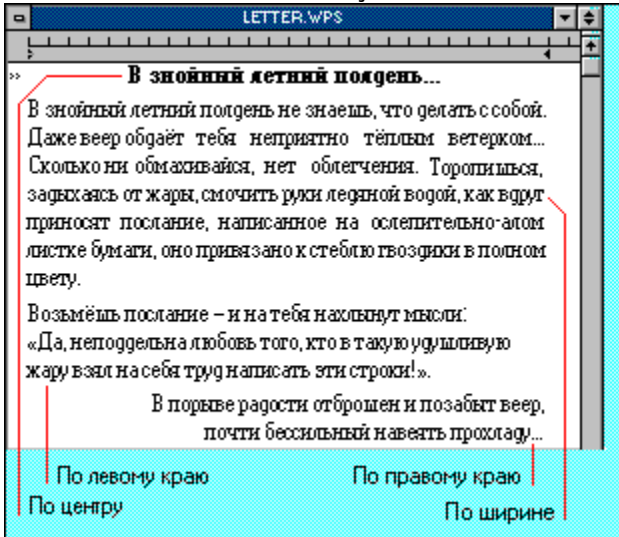 LETTER.WPS
»
В знойный летний полдень...
В знойный летний полдень не знаешь, что делать с собой.
Даже веер обдаёт тебя неприятно тёплым ветерком...
Сколько ни обмахивайся, нет облегчения. Торопишься,
задыхаясь от жары, смочить руки ледяной водой, как вдруг
приносят послание, написанное на ослепительно-алом
листке бумаги, оно привязано к стеблю гвоздики в полном
цвету.
Возьмёшь послание – и на тебя нахлынут мысли:
«Да, неподдельна любовь того, кто в такую удушливую
жару взял на себя труд написать эти строки!».
В порыве радости отброшен и позабыт веер,
почти бессильный навеять прохладу...
По левому краю
По правому краю
По центру
По ширине